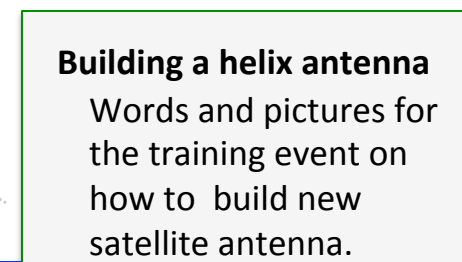 Building a helix antenna
Words and pictures for
the training event on
how to  build new
satellite antenna.